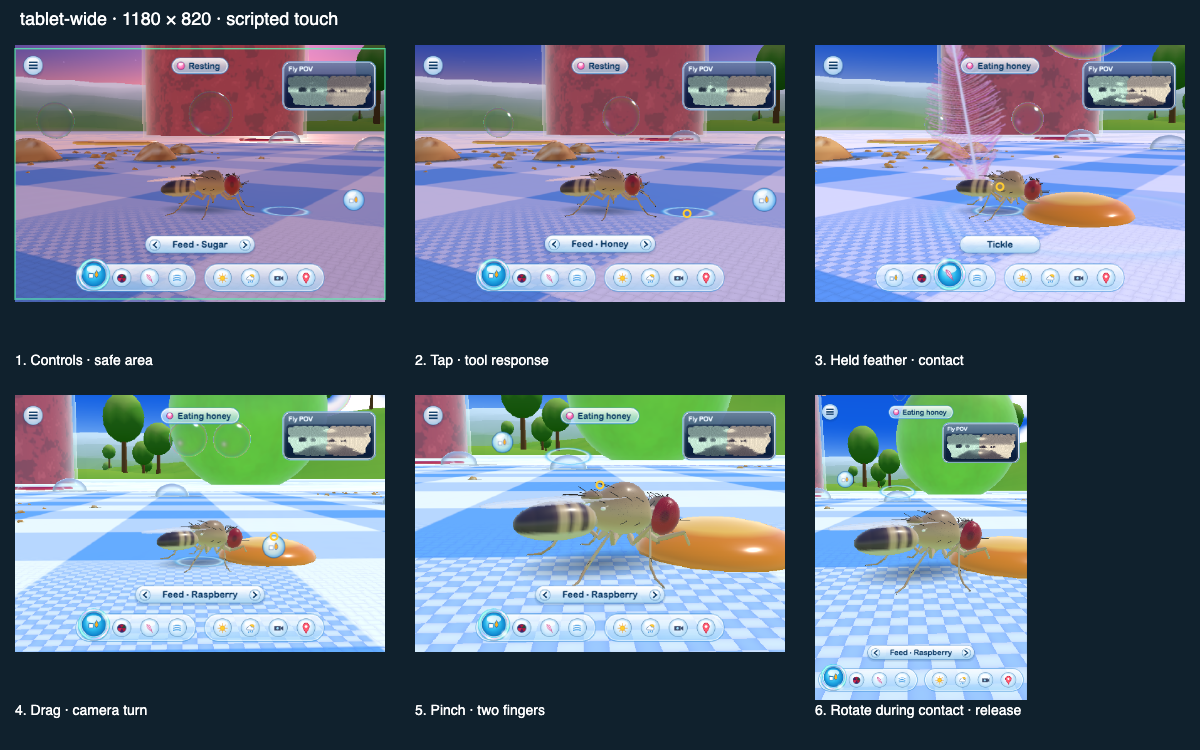 tablet-wide · 1180 × 820 · scripted touch
Resting
Fly POV
Feed · Sugar
1. Controls · safe area
Resting
Fly POV
Feed · Honey
2. Tap · tool response
Eating honey
Fly POV
Tickle
3. Held feather · contact
Eating honey
Fly POV
Feed · Raspberry
4. Drag · camera turn
Eating honey
Fly POV
Feed · Raspberry
5. Pinch · two fingers
Eating honey
Fly POV
Feed · Raspberry
6. Rotate during contact · release